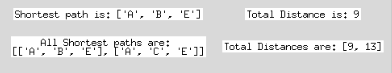 Shortest path is: ['A', 'B', 'E']
Total Distance is: 9
All Shortest paths are:
[['A', 'B', 'E'], ['A', 'C', 'E']]
Total Distances are: [9, 13]